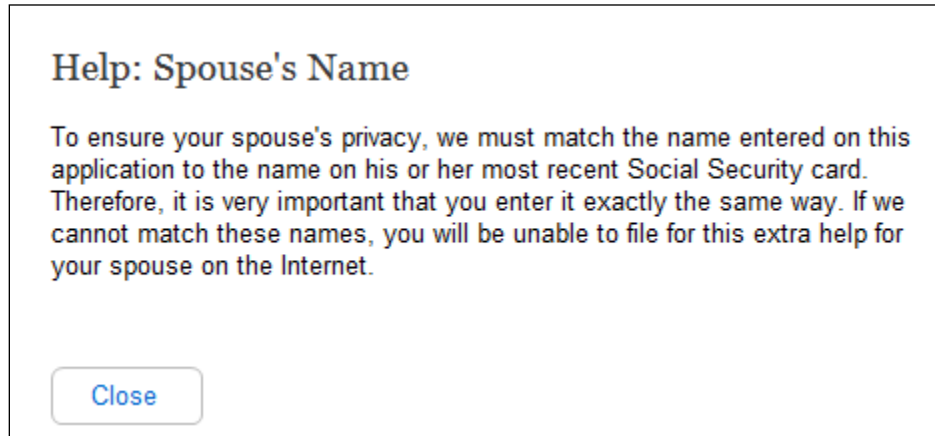 Help: Spouse's Name
To ensure your spouse's privacy, we must match the name entered on this
application to the name on his or her most recent Social Security card.
Therefore, it is very important that you enter it exactly the same way. If we
cannot match these names, you will be unable to file for this extra help for
your spouse on the Internet.
Close